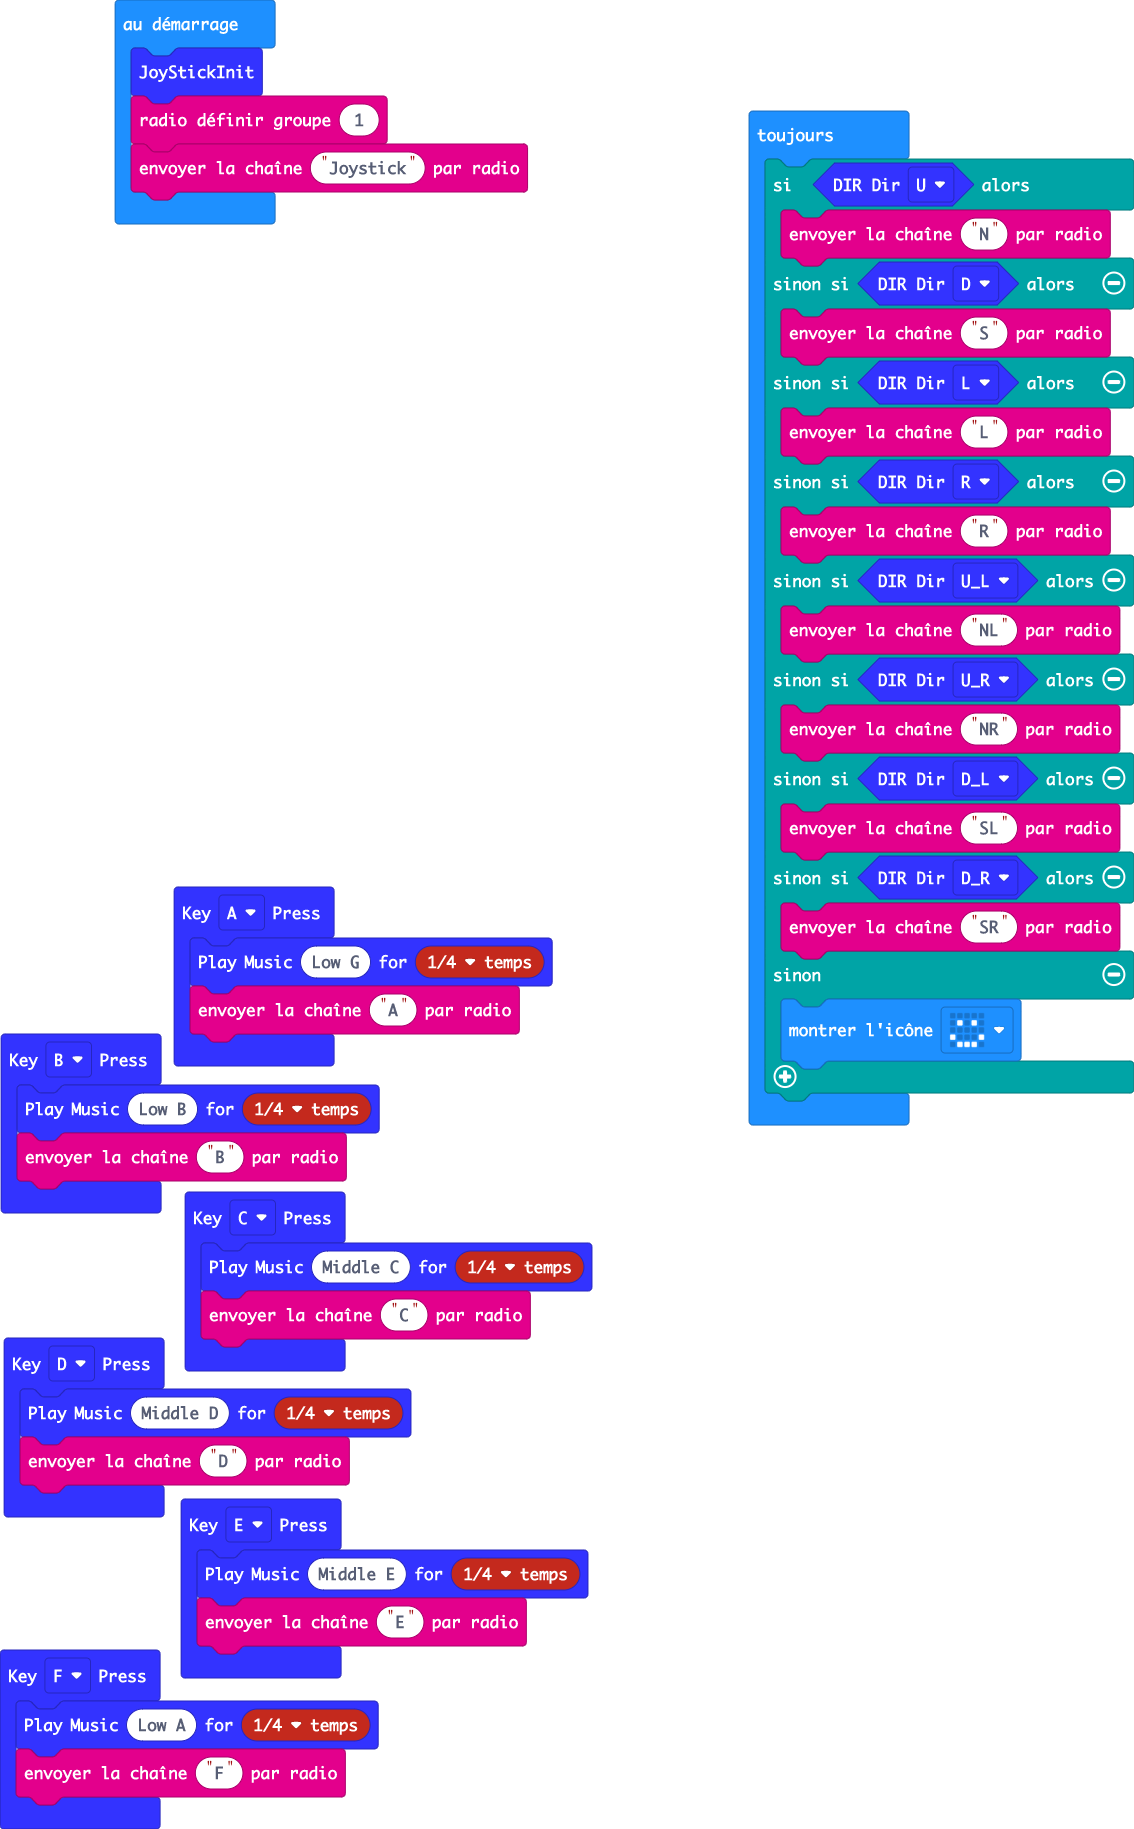 au démarrage
JoyStickInit
radio définir groupe 1
envoyer la chaîne "Joystick" par radio
toujours
si DIR Dir U alors
envoyer la chaîne "N" par radio
sinon si DIR Dir D alors
envoyer la chaîne "S" par radio
sinon si DIR Dir L alors
envoyer la chaîne "L" par radio
sinon si DIR Dir R alors
envoyer la chaîne "R" par radio
sinon si DIR Dir U_L alors
envoyer la chaîne "NL" par radio
sinon si DIR Dir U_R alors
envoyer la chaîne "NR" par radio
sinon si DIR Dir D_L alors
envoyer la chaîne "SL" par radio
sinon si DIR Dir D_R alors
envoyer la chaîne "SR" par radio
sinon
montrer l'icône
Key A Press
Play Music Low G for 1/4 temps
envoyer la chaîne "A" par radio
Key B Press
Play Music Low B for 1/4 temps
envoyer la chaîne "B" par radio
Key C Press
Play Music Middle C for 1/4 temps
envoyer la chaîne "C" par radio
Key D Press
Play Music Middle D for 1/4 temps
envoyer la chaîne "D" par radio
Key E Press
Play Music Middle E for 1/4 temps
envoyer la chaîne "E" par radio
Key F Press
Play Music Low A for 1/4 temps
envoyer la chaîne "F" par radio